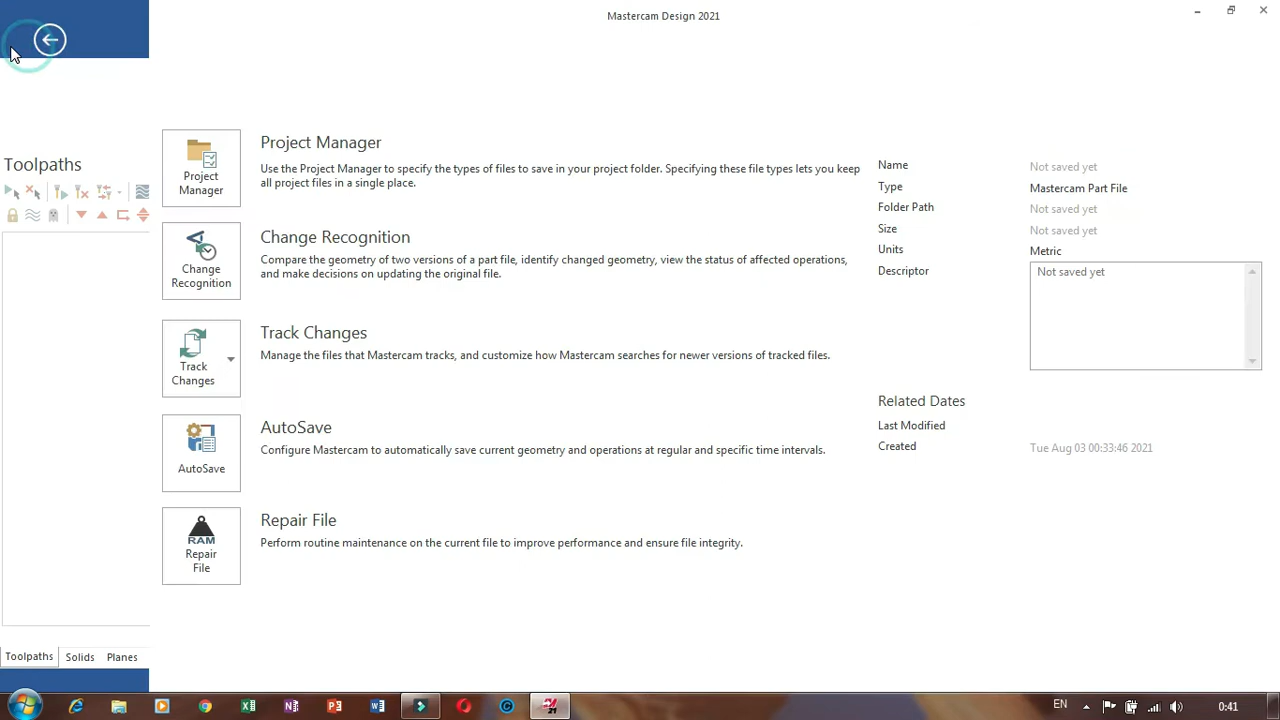 Mastercam Design 2021
Toolpaths
Project
Manager
Project Manager
Use the Project Manager to specify the types of files to save in your project folder. Specifying these file types lets you keep
all project files in a single place.
Change
Recognition
Change Recognition
Compare the geometry of two versions of a part file, identify changed geometry, view the status of affected operations,
and make decisions on updating the original file.
Track
Changes
Track Changes
Manage the files that Mastercam tracks, and customize how Mastercam searches for newer versions of tracked files.
AutoSave
AutoSave
Configure Mastercam to automatically save current geometry and operations at regular and specific time intervals.
RAM
Repair
File
Repair File
Perform routine maintenance on the current file to improve performance and ensure file integrity.
Name Not saved yet
Type Mastercam Part File
Folder Path Not saved yet
Size Not saved yet
Units Metric
Descriptor Not saved yet
Related Dates
Last Modified
Created Tue Aug 03 00:33:46 2021
Toolpaths Solids Planes
EN 0:41